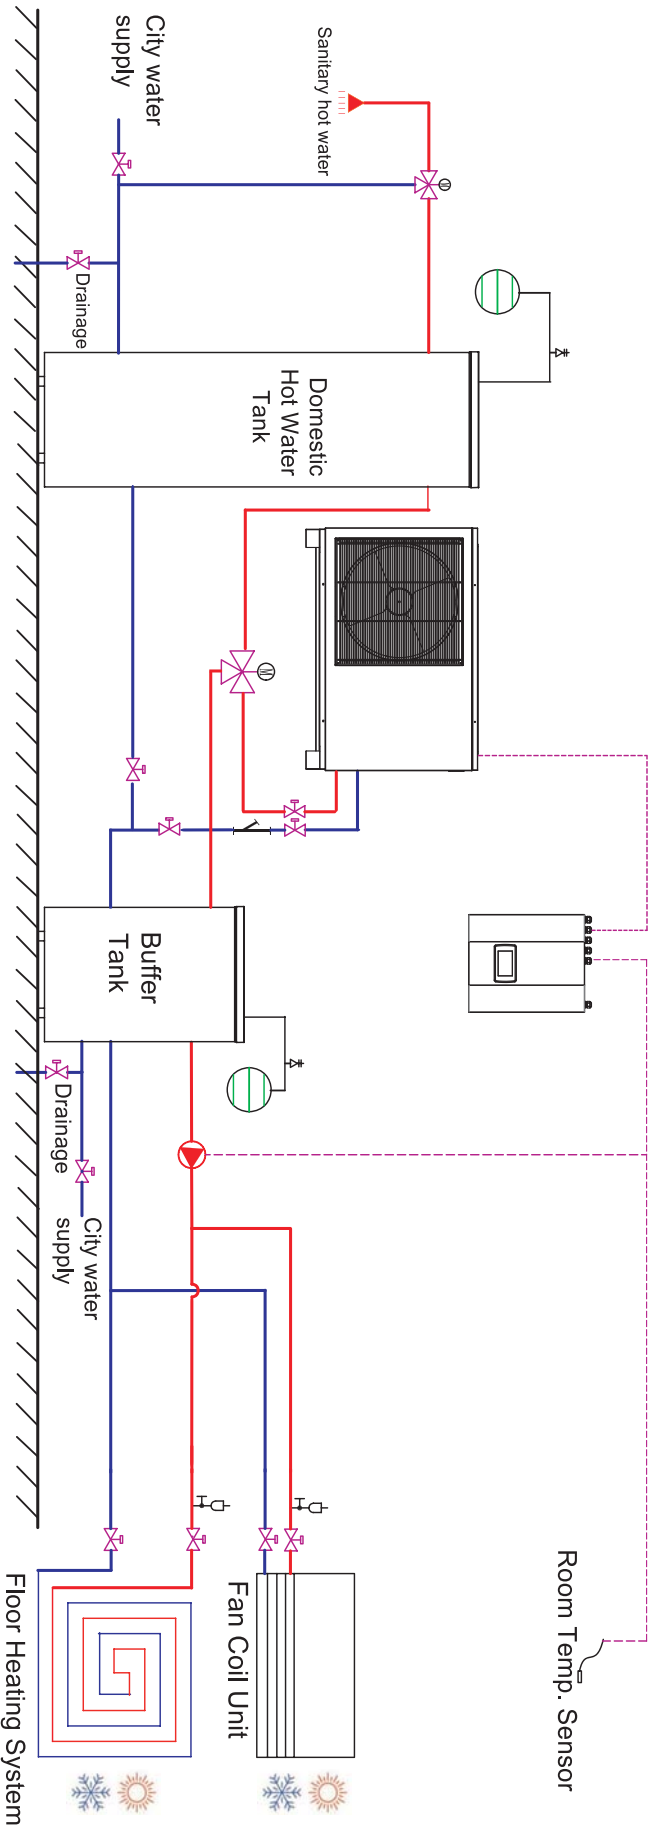 City water
supply
Sanitary hot water
Drainage
Domestic
Hot Water
Tank
Buffer
Tank
Drainage
City water
supply
Room Temp. Sensor
Fan Coil Unit
Floor Heating System